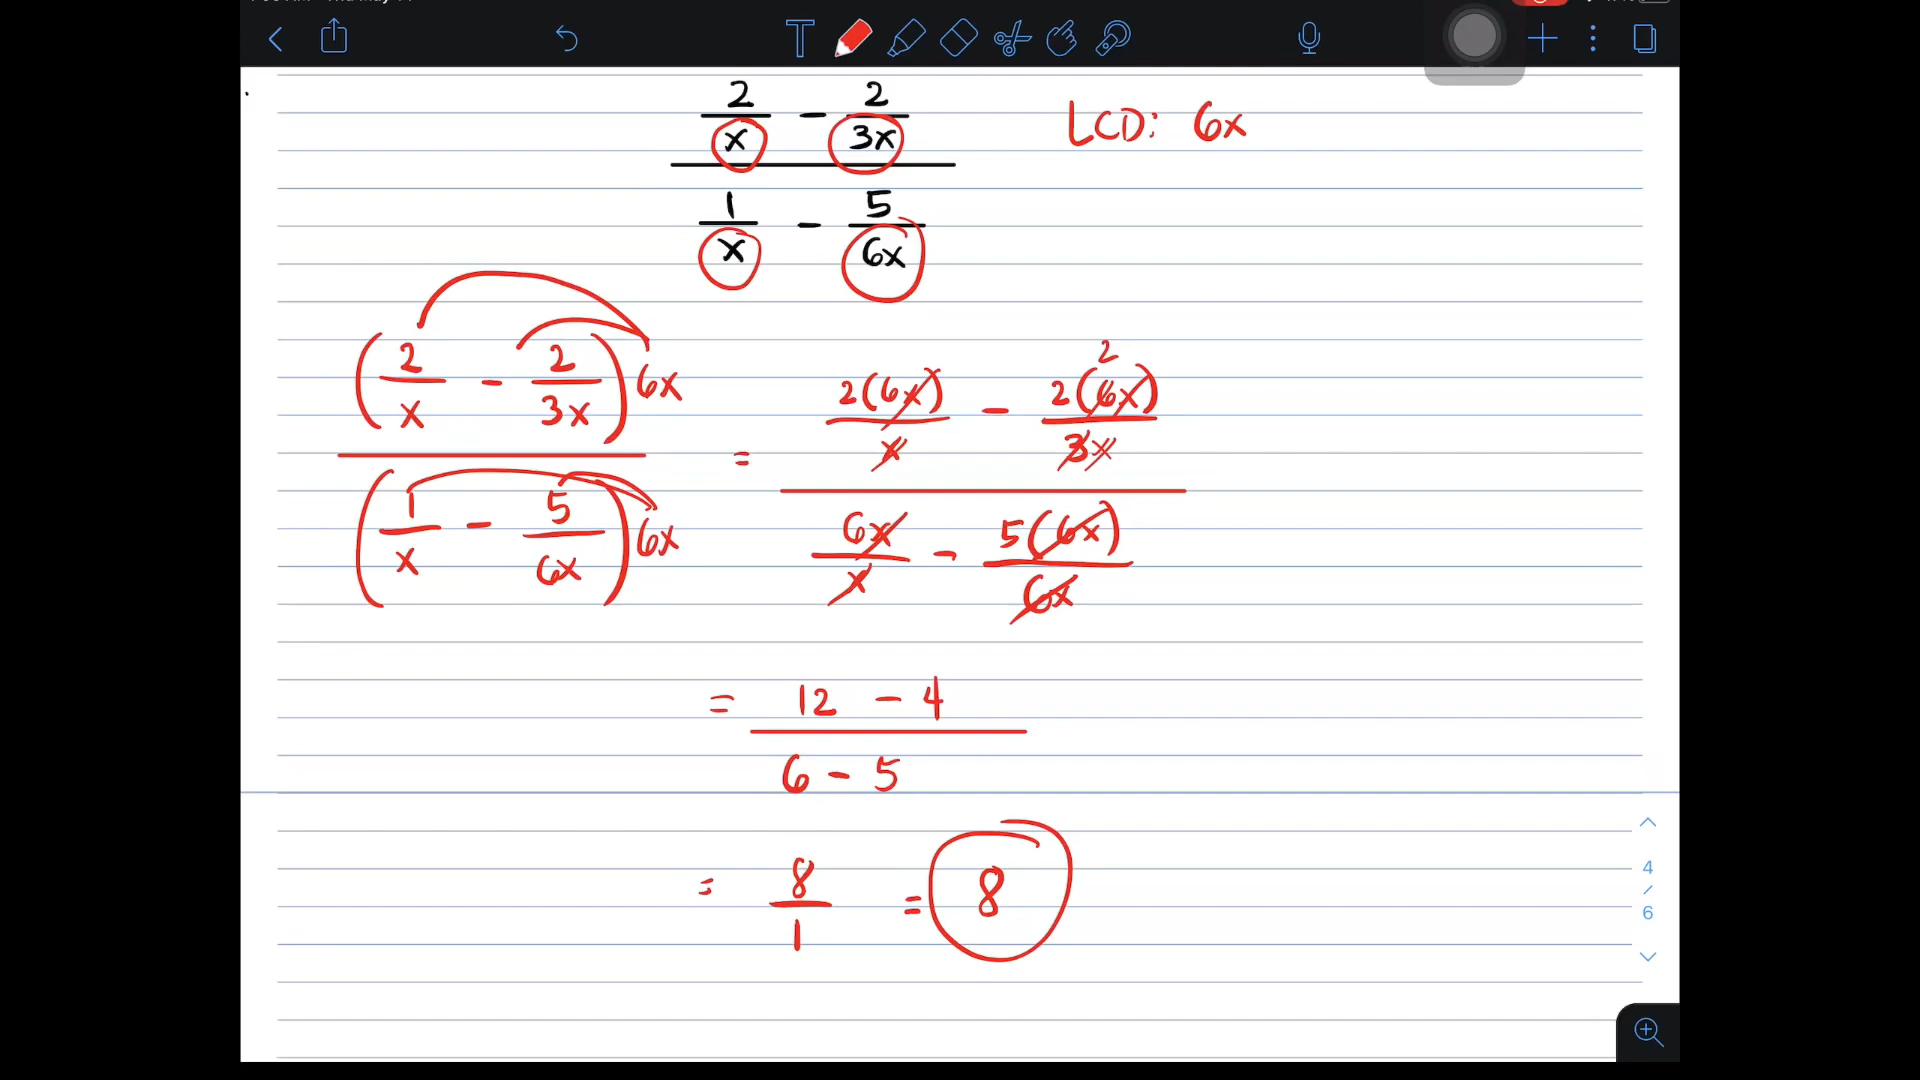 2/x - 2/3x LCD: 6x
1/x - 5/6x
(2/x - 2/3x) 6x
(1/x - 5/6x) 6x
= 2(6x)/x - 2(6x)/3x 2
6x/x - 5(6x)/6x
= 12 - 4
6 - 5
= 8/1 = 8
4
/
6
T